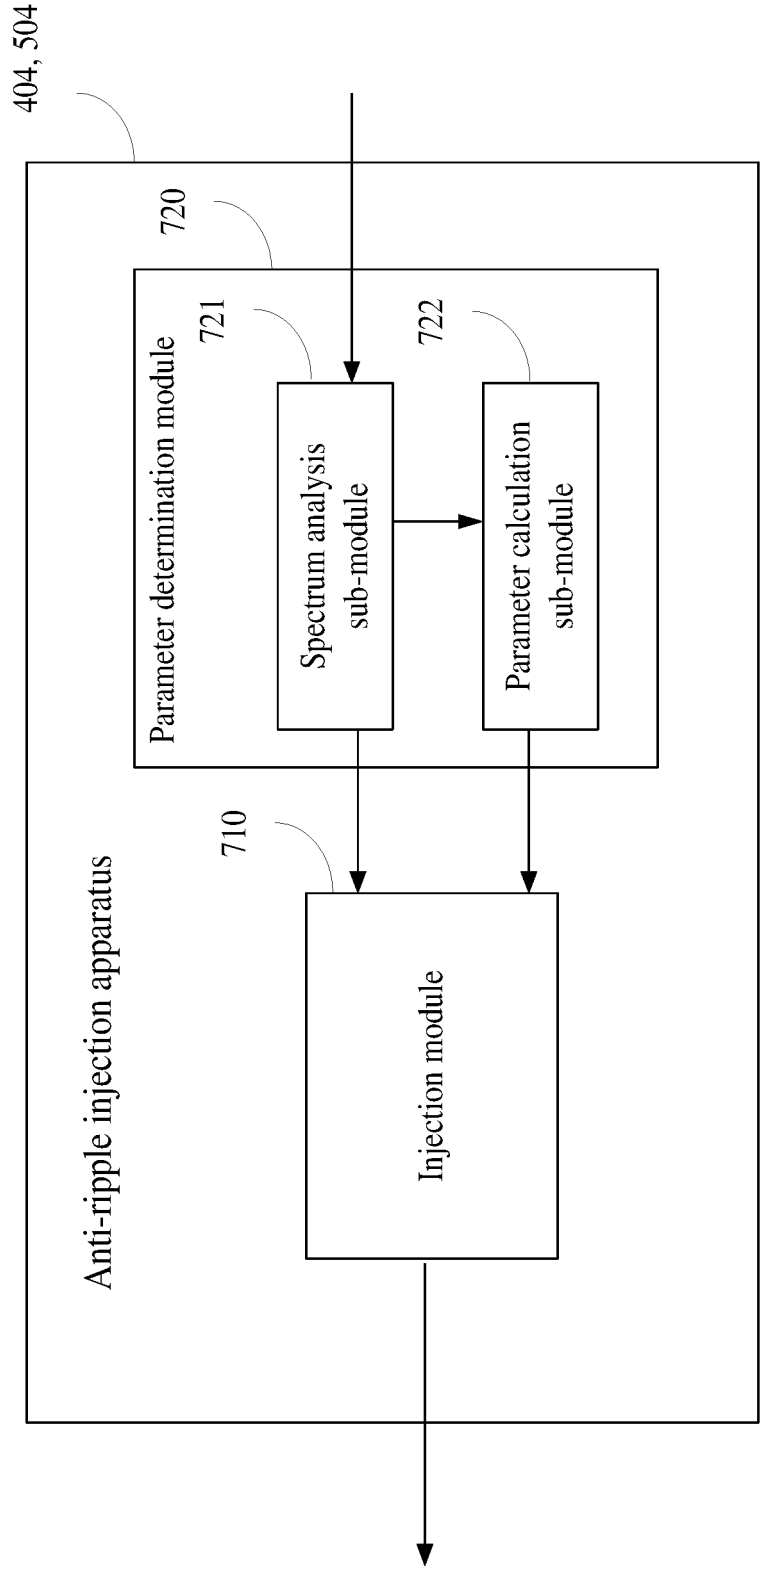 404, 504
Anti-ripple injection apparatus
720
Parameter determination module
721
Spectrum analysis
sub-module
722
Parameter calculation
sub-module
710
Injection module